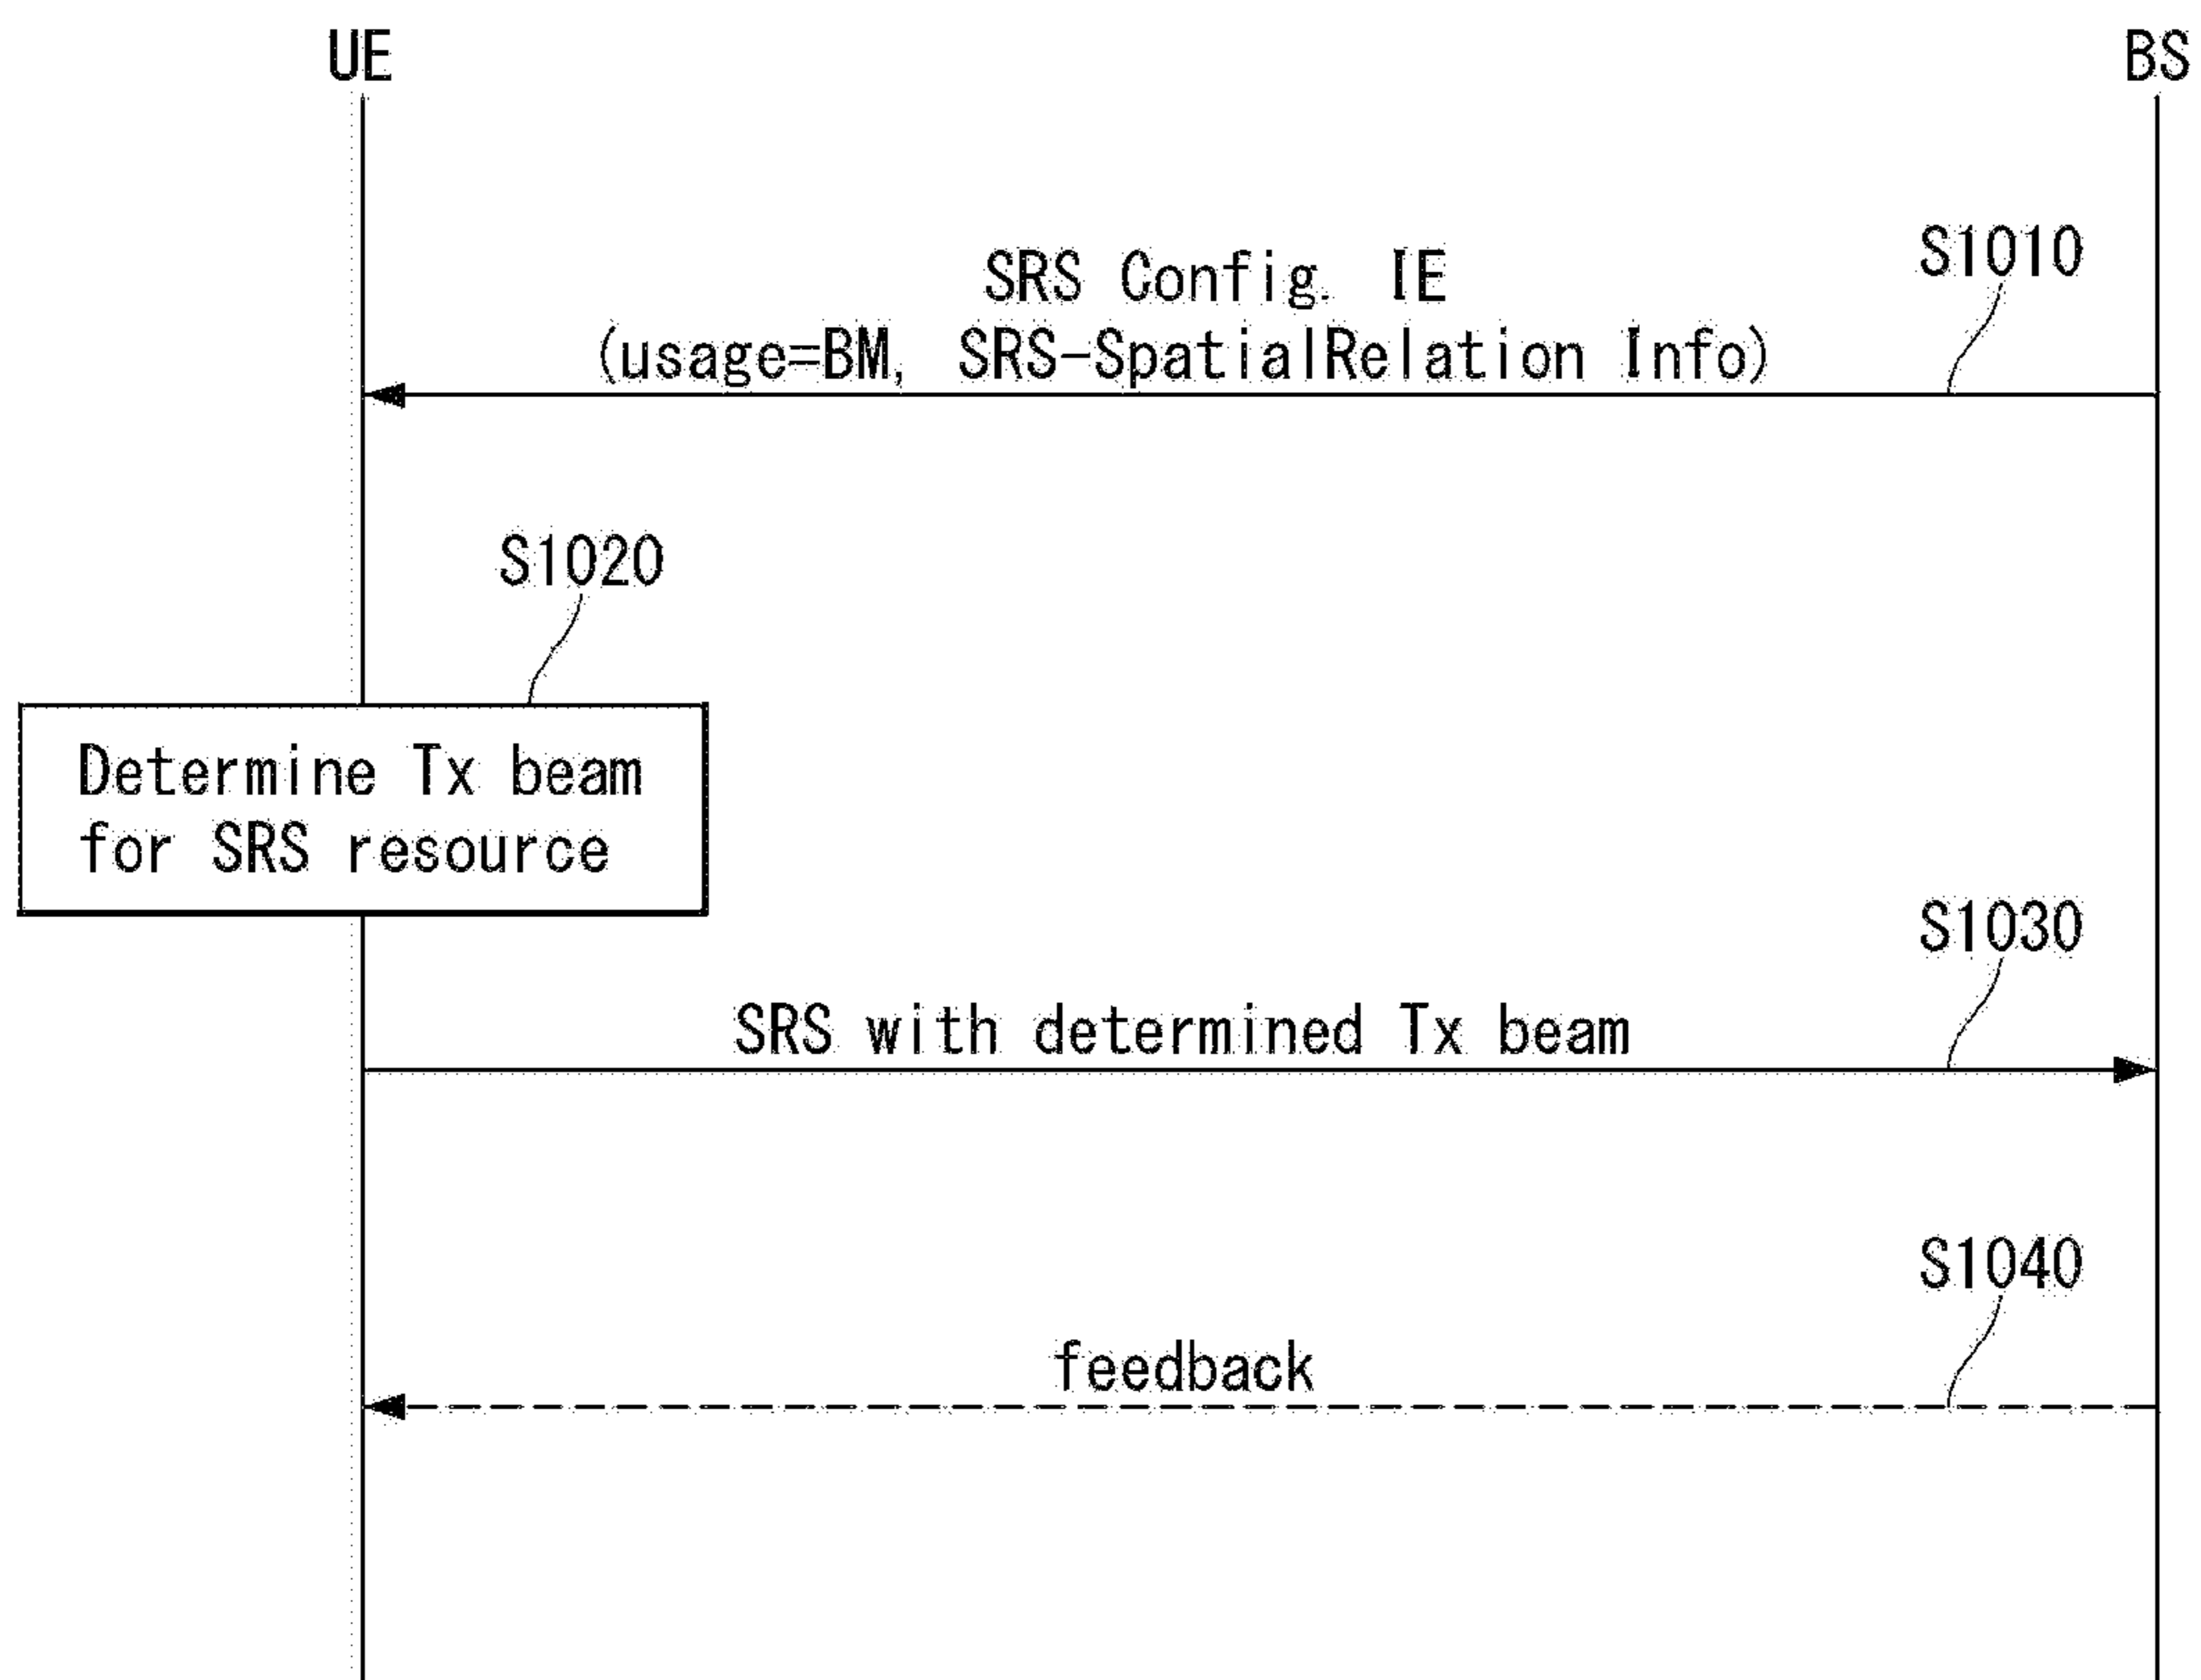 UE
BS
S1010
SRS Config. IE
(usage=BM, SRS-SpatialRelation Info)
S1020
Determine Tx beam
for SRS resource
S1030
SRS with determined Tx beam
S1040
feedback